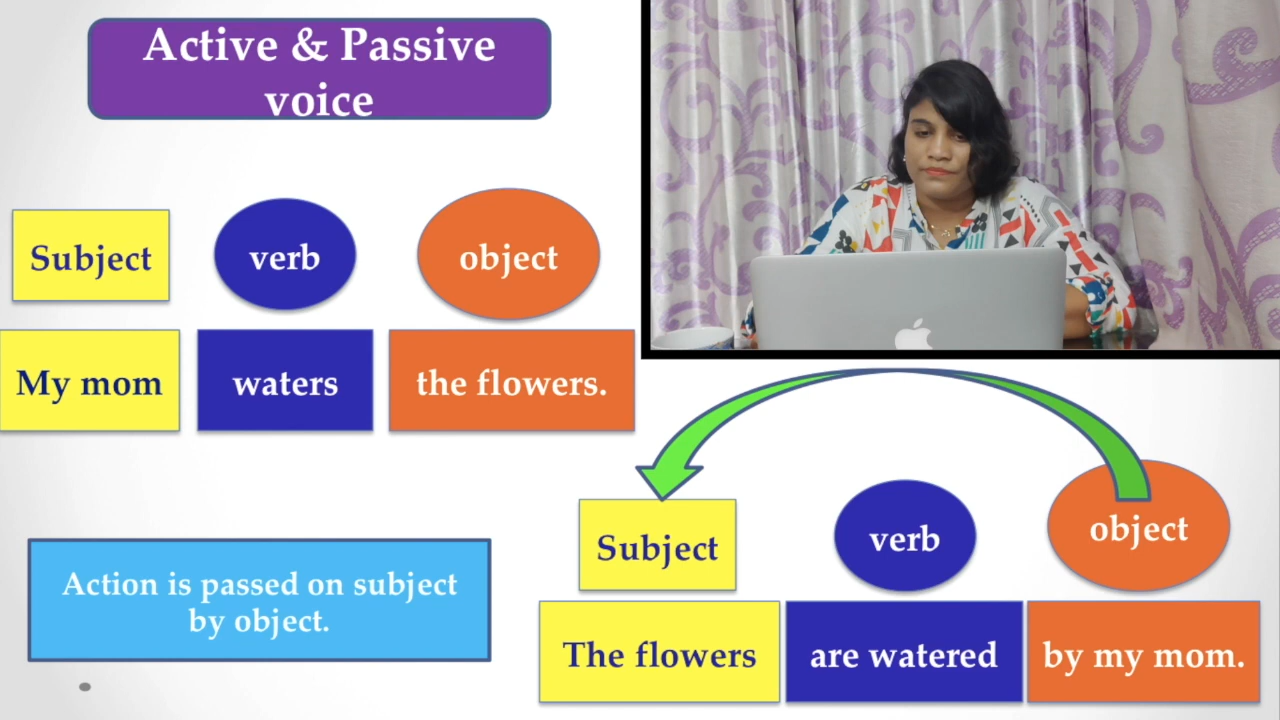 Active & Passive
voice
Subject
verb
object
My mom
waters
the flowers.
Subject
verb
object
Action is passed on subject
by object.
The flowers
are watered
by my mom.